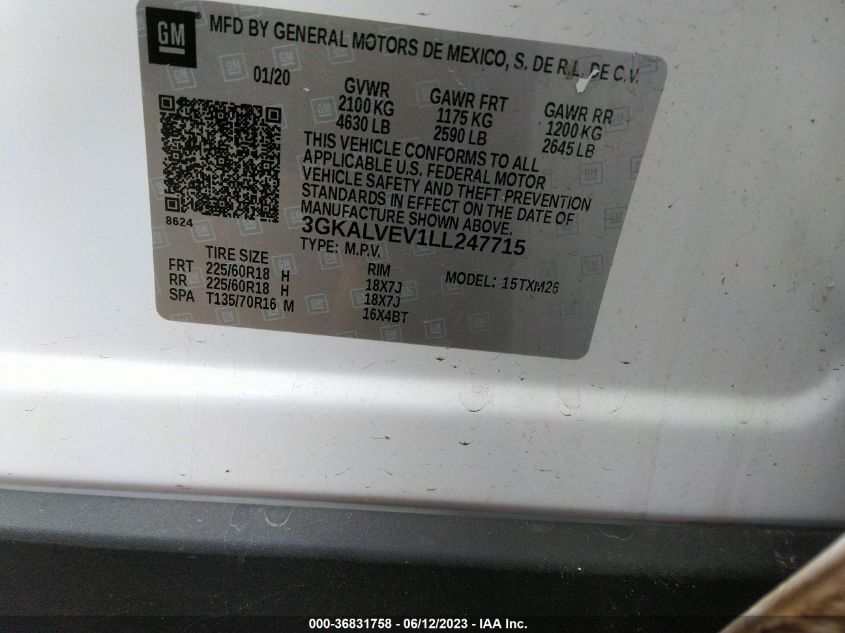 GM MFD BY GENERAL MOTORS DE MEXICO, S. DE R.L. DE C.V.
01/20
GVWR
2100 KG
4630 LB
GAWR FRT
1175 KG
2590 LB
GAWR RR
1200 KG
2645 LB
THIS VEHICLE CONFORMS TO ALL
APPLICABLE U.S. FEDERAL MOTOR
VEHICLE SAFETY AND THEFT PREVENTION
STANDARDS IN EFFECT ON THE DATE OF
MANUFACTURE SHOWN ABOVE.
8624
3GKALVEV1LL247715
TYPE: M.P.V.
TIRE SIZE RIM MODEL: 15TXM26
FRT 225/60R18 H 18X7J
RR 225/60R18 H 18X7J
SPA T135/70R16 M 16X4BT
000-36831758 - 06/12/2023 - IAA Inc.